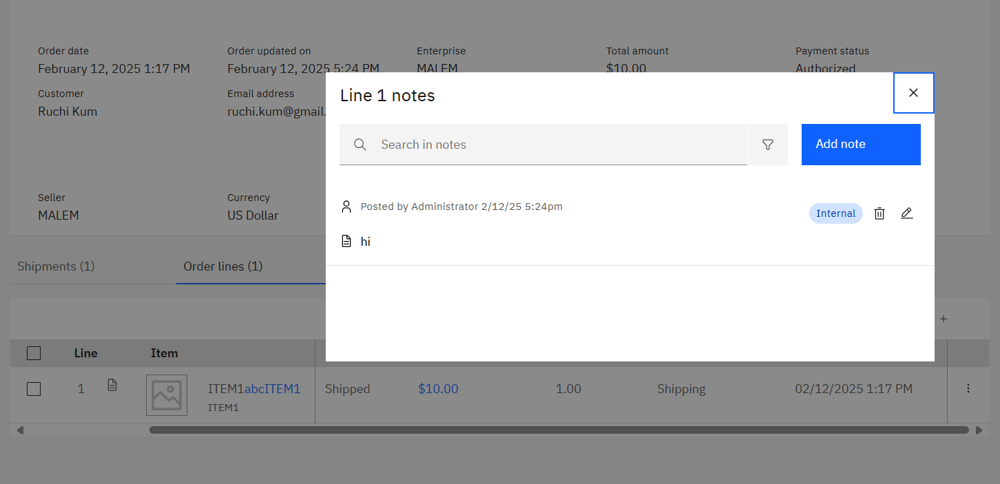 Order date
Order updated on
Enterprise
Total amount
Payment status
February 12, 2025 1:17 PM
February 12, 2025 5:24 PM
MALEM
$10.00
Authorized
Customer
Email address
Ruchi Kum
ruchi.kum@gmail.
Seller
Currency
MALEM
US Dollar
Line 1 notes
Search in notes
Add note
Posted by Administrator 2/12/25 5:24pm
Internal
hi
Shipments (1)
Order lines (1)
Line
Item
1
ITEM1abcITEM1
ITEM1
Shipped
$10.00
1.00
Shipping
02/12/2025 1:17 PM